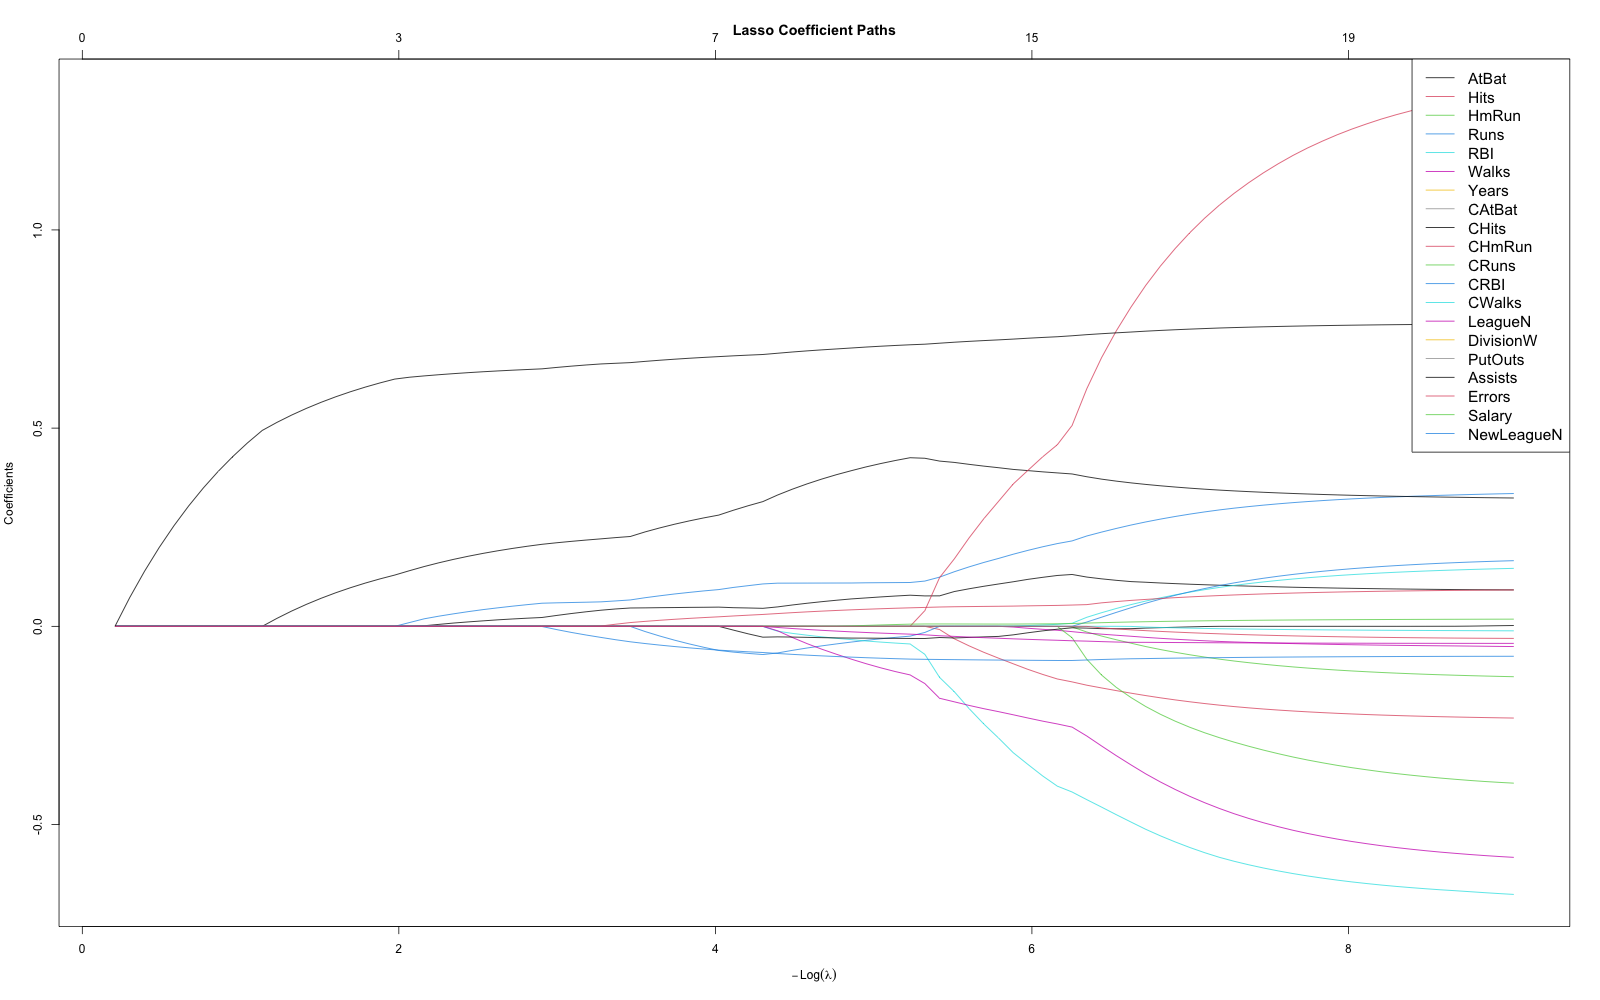 Lasso Coefficient Paths
0 3 7 15 19
AtBat
Hits
HmRun
Runs
RBI
Walks
Years
CAtBat
CHits
CHmRun
CRuns
CRBI
CWalks
LeagueN
DivisionW
PutOuts
Assists
Errors
Salary
NewLeagueN
1.0
0.5
0.0
-0.5
Coefficients
0 2 4 6 8
−Log(λ)